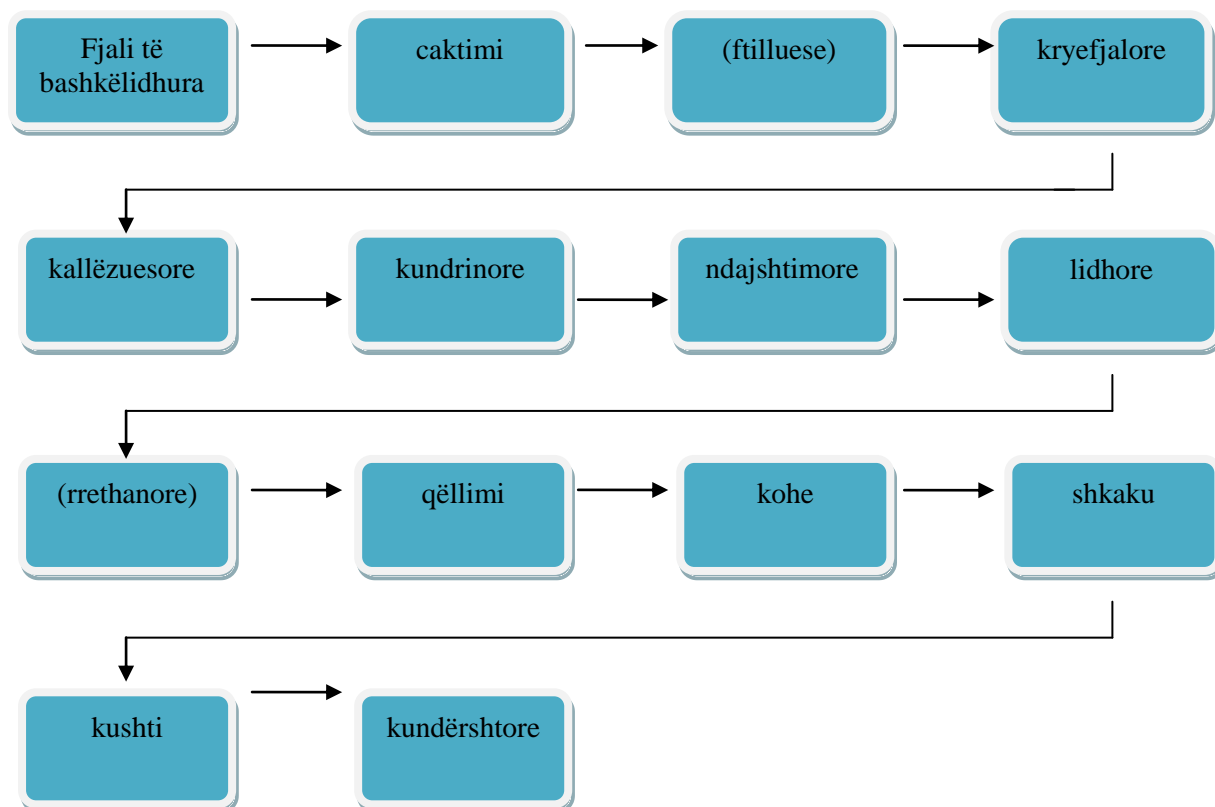 Fjali të
bashkëlidhura
caktimi
(ftilluese)
kryefjalore
kallëzuesore
kundrinore
ndajshtimore
lidhore
(rrethanore)
qëllimi
kohe
shkaku
kushti
kundërshtore